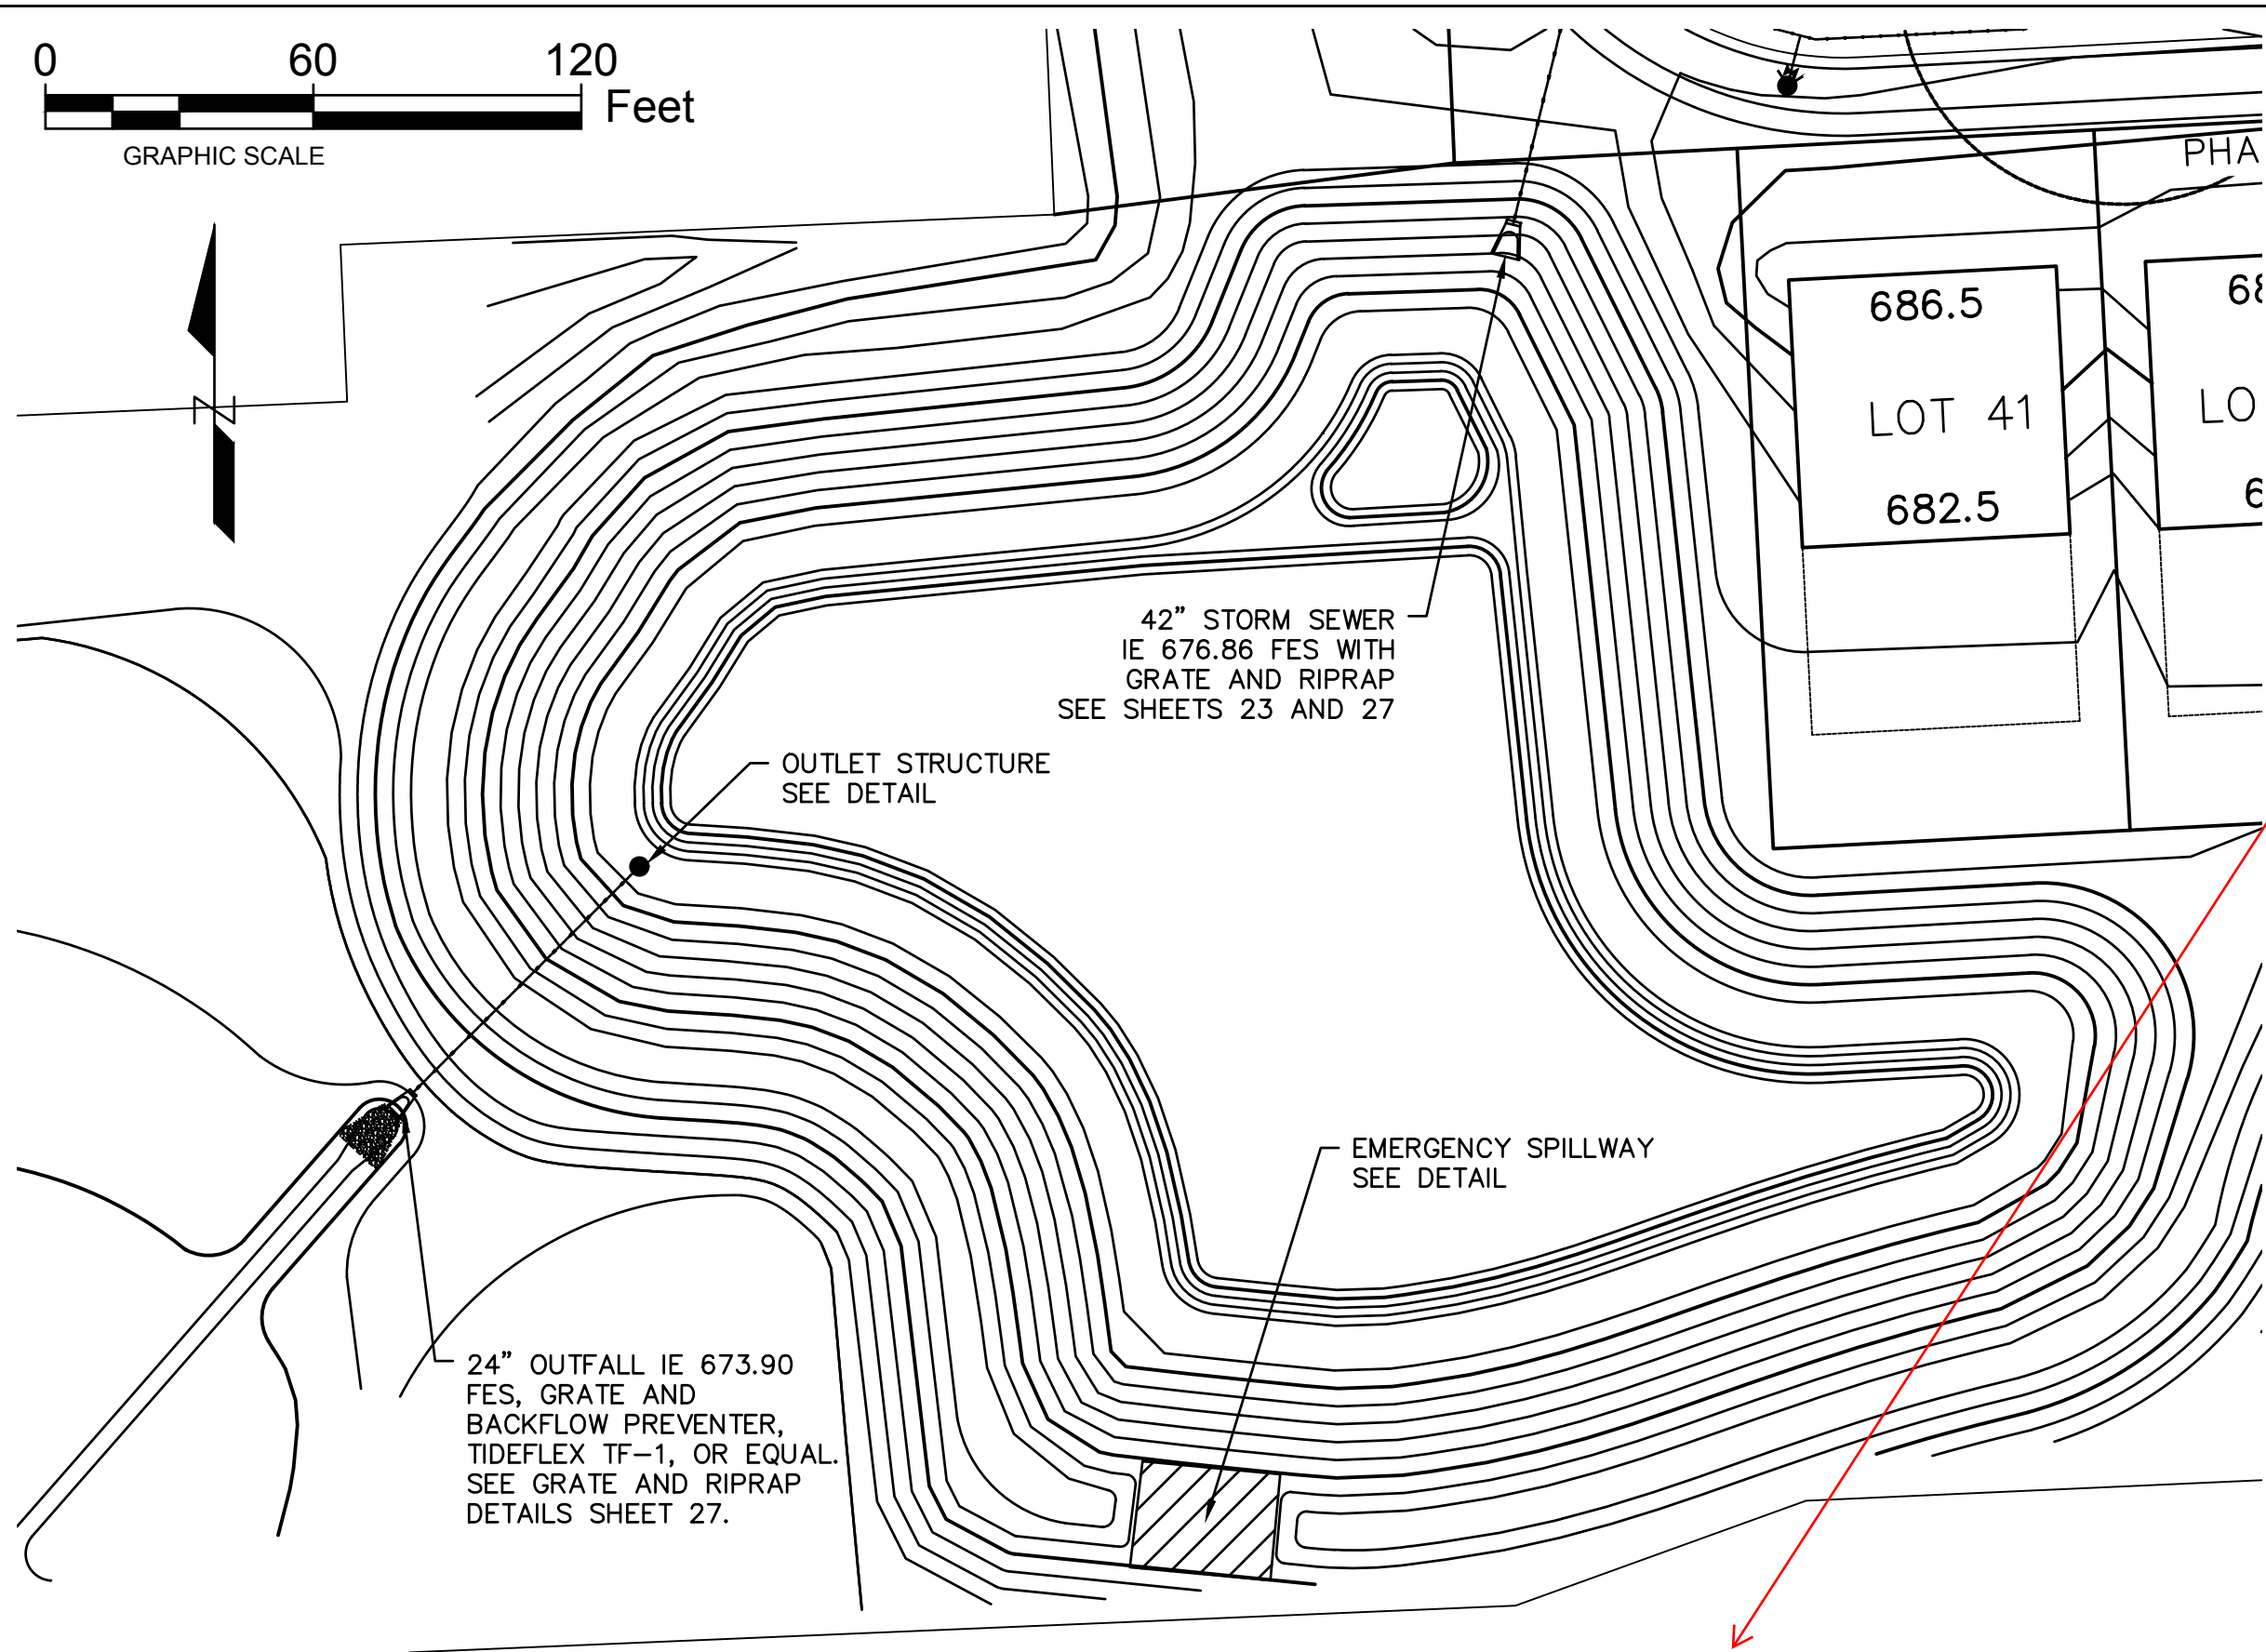 0 60 120
Feet
GRAPHIC SCALE
N
PHA
686.5
68
LOT 41
LO
682.5
6
42” STORM SEWER
IE 676.86 FES WITH
GRATE AND RIPRAP
SEE SHEETS 23 AND 27
OUTLET STRUCTURE
SEE DETAIL
EMERGENCY SPILLWAY
SEE DETAIL
24” OUTFALL IE 673.90
FES, GRATE AND
BACKFLOW PREVENTER,
TIDEFLEX TF-1, OR EQUAL.
SEE GRATE AND RIPRAP
DETAILS SHEET 27.